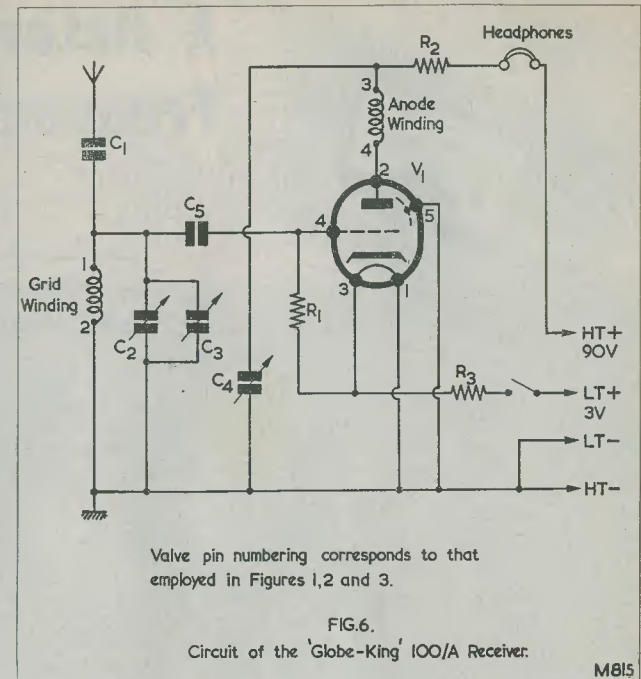 Headphones
R2
3
Anode
Winding
4
C1
2
V1
5
C5
4
1
Grid
Winding
2
C2
C3
R1
3
1
C4
R3
HT+
90V
LT+
3V
LT-
HT-
Valve pin numbering corresponds to that
employed in Figures 1,2 and 3.
FIG.6.
Circuit of the 'Globe-King' 100/A Receiver.
M815